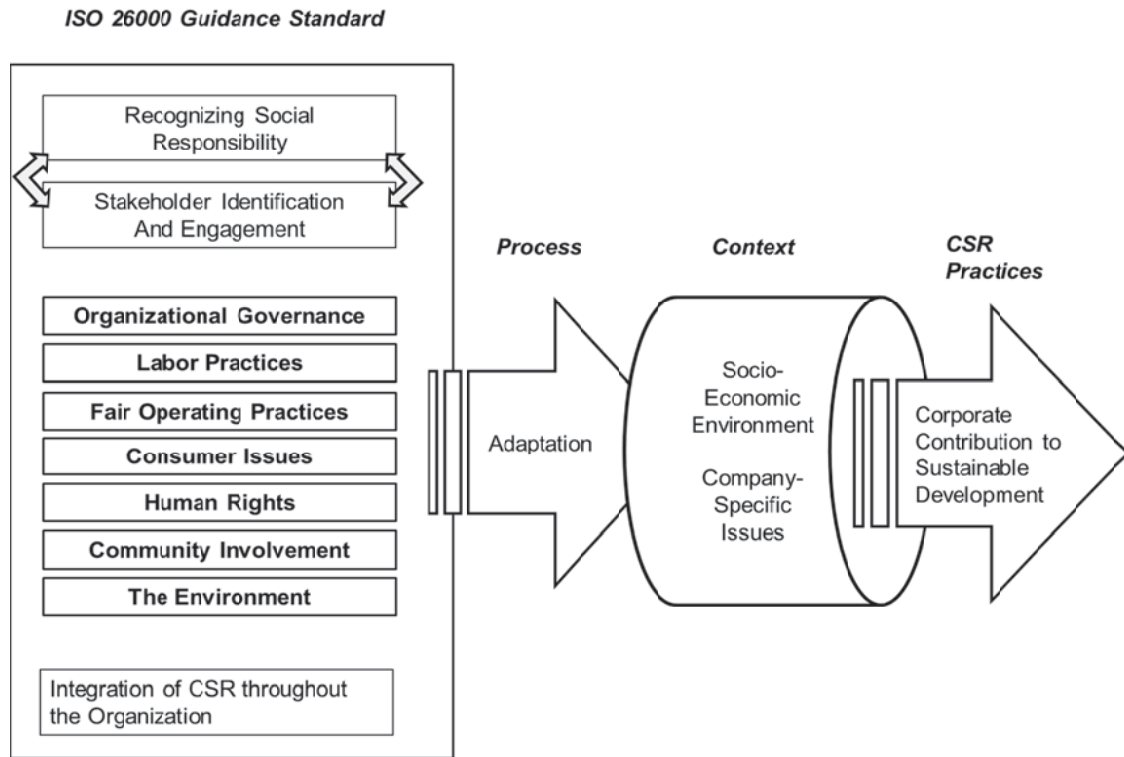 ISO 26000 Guidance Standard
Recognizing Social
Responsibility
Stakeholder Identification
And Engagement
Organizational Governance
Labor Practices
Fair Operating Practices
Consumer Issues
Human Rights
Community Involvement
The Environment
Integration of CSR throughout
the Organization
Process
Adaptation
Context
Socio-
Economic
Environment
Company-
Specific
Issues
CSR
Practices
Corporate
Contribution to
Sustainable
Development